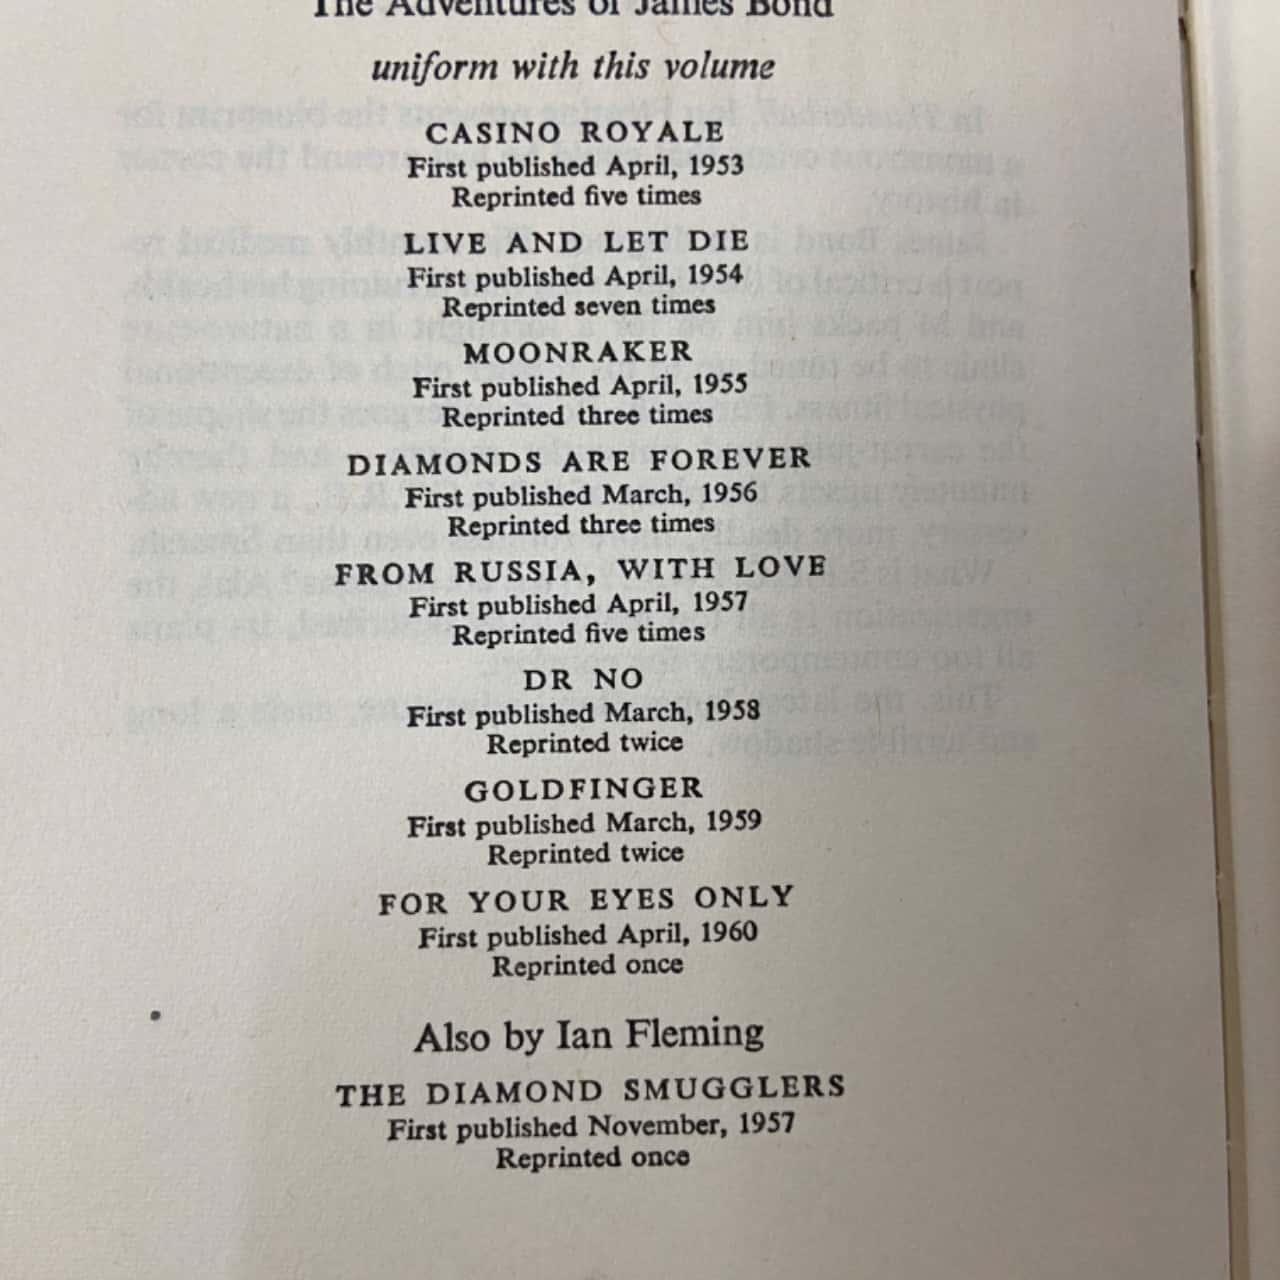 The Adventures of James Bond
uniform with this volume
CASINO ROYALE
First published April, 1953
Reprinted five times
LIVE AND LET DIE
First published April, 1954
Reprinted seven times
MOONRAKER
First published April, 1955
Reprinted three times
DIAMONDS ARE FOREVER
First published March, 1956
Reprinted three times
FROM RUSSIA, WITH LOVE
First published April, 1957
Reprinted five times
DR NO
First published March, 1958
Reprinted twice
GOLDFINGER
First published March, 1959
Reprinted twice
FOR YOUR EYES ONLY
First published April, 1960
Reprinted once
Also by Ian Fleming
THE DIAMOND SMUGGLERS
First published November, 1957
Reprinted once